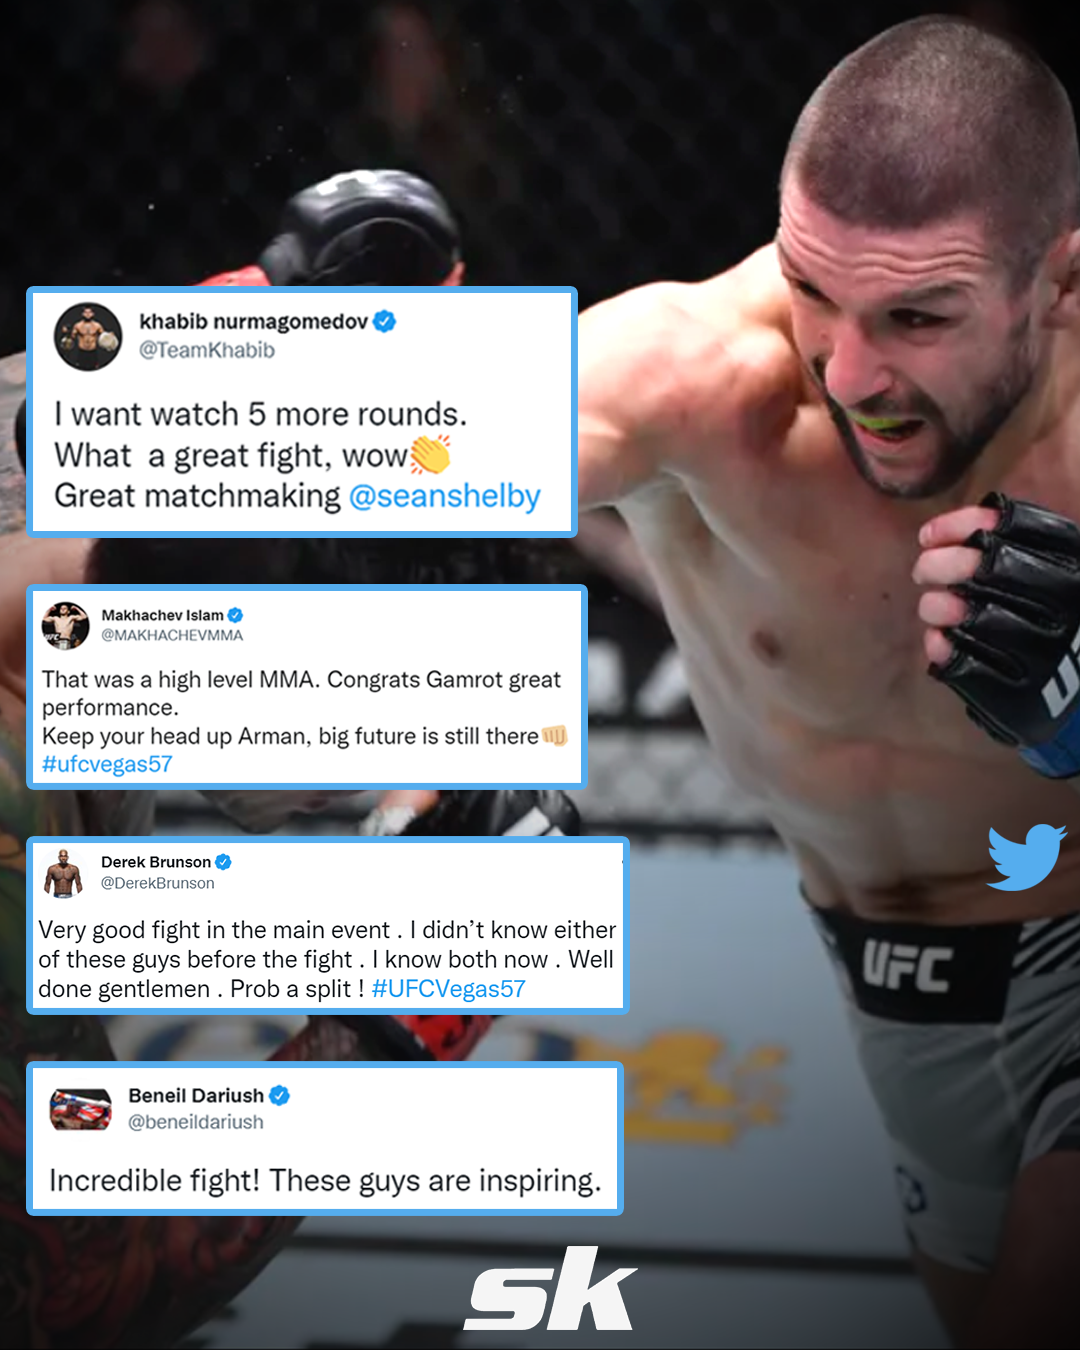 khabib nurmagomedov
@TeamKhabib
I want watch 5 more rounds.
What a great fight, wow👏
Great matchmaking @seanshelby
Makhachev Islam
@MAKHACHEVMMA
That was a high level MMA. Congrats Gamrot great
performance.
Keep your head up Arman, big future is still there👊🏼
#ufcvegas57
Derek Brunson
@DerekBrunson
Very good fight in the main event . I didn’t know either
of these guys before the fight . I know both now . Well
done gentlemen . Prob a split ! #UFCVegas57
Beneil Dariush
@beneildariush
Incredible fight! These guys are inspiring.
UFC
sk